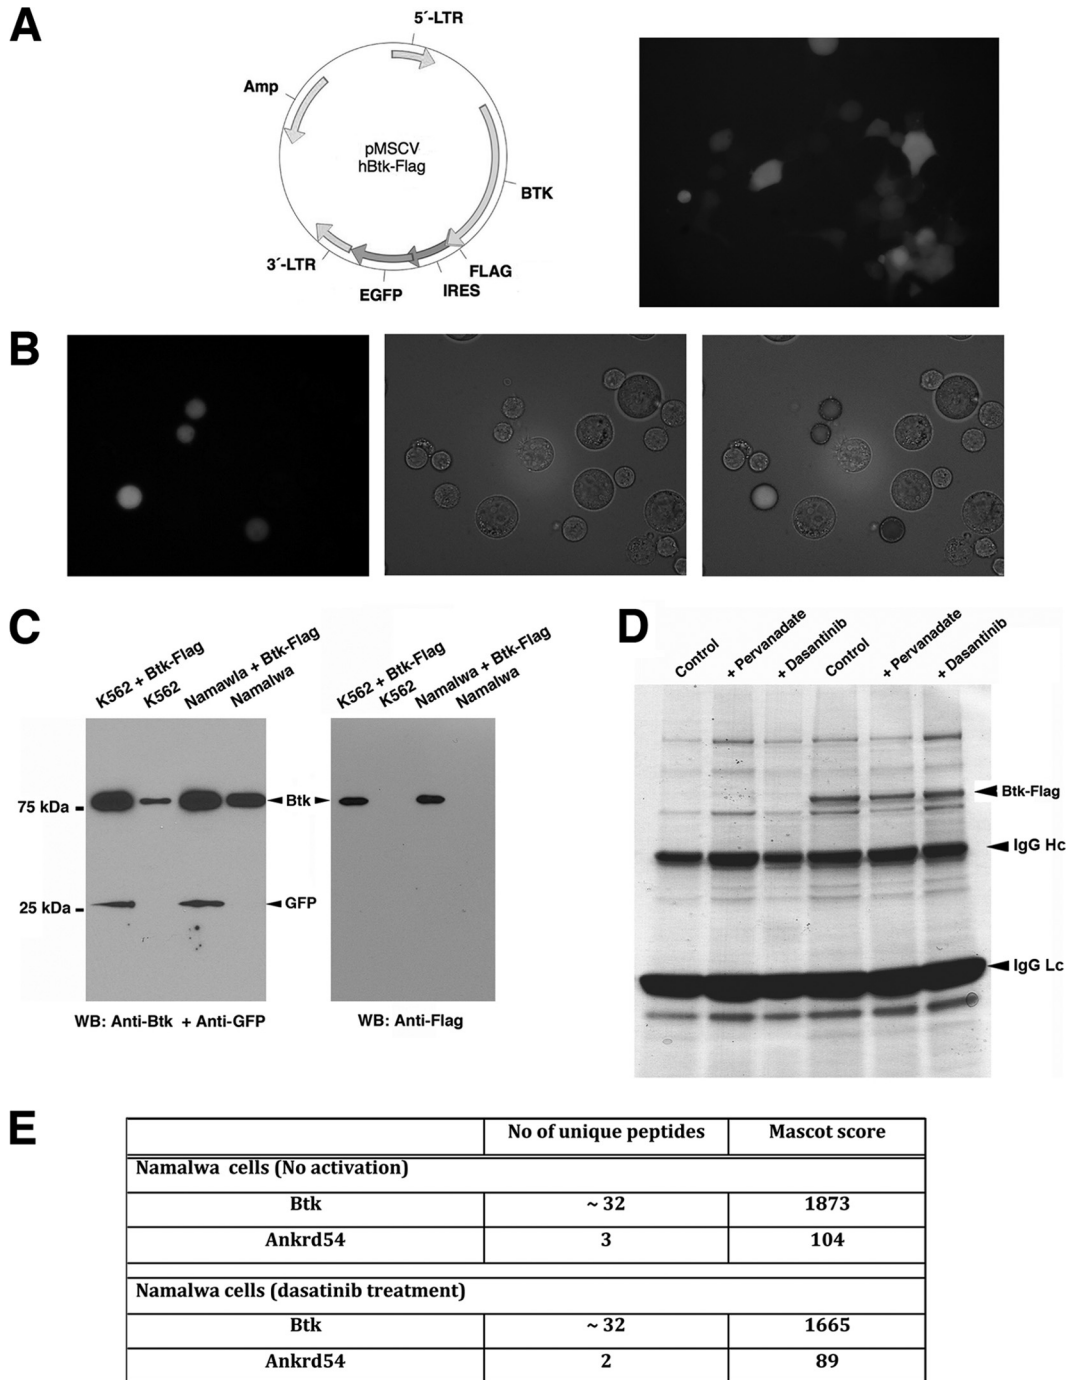 A
5´-LTR
Amp
pMSCV
hBtk-Flag
BTK
3´-LTR
FLAG
IRES
EGFP
B
C
K562 + Btk-Flag
K562
Namawla + Btk-Flag
Namalwa
K562 + Btk-Flag
K562
Namalwa + Btk-Flag
Namalwa
75 kDa
Btk
25 kDa
GFP
WB: Anti-Btk + Anti-GFP
WB: Anti-Flag
D
Control
+ Pervanadate
+ Dasantinib
Control
+ Pervanadate
+ Dasantinib
Btk-Flag
IgG Hc
IgG Lc
E
No of unique peptides Mascot score
Namalwa cells (No activation)
Btk ~ 32 1873
Ankrd54 3 104
Namalwa cells (dasatinib treatment)
Btk ~ 32 1665
Ankrd54 2 89